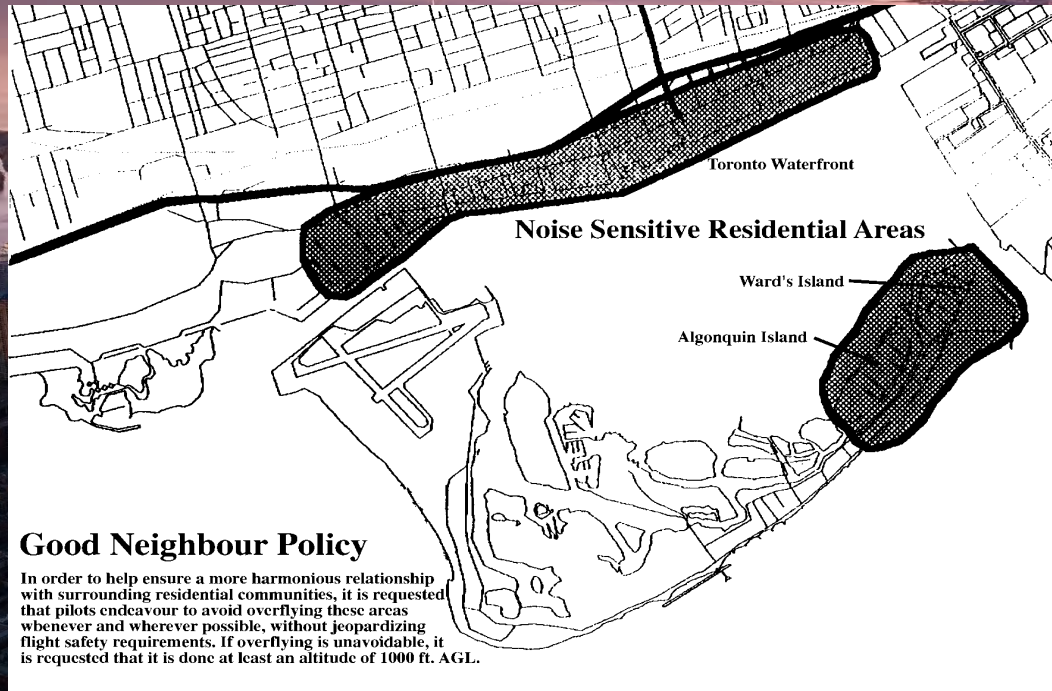 Toronto Waterfront
Noise Sensitive Residential Areas
Ward's Island
Algonquin Island
Good Neighbour Policy
In order to help ensure a more harmonious relationship
with surrounding residential communities, it is requested
that pilots endeavour to avoid overflying these areas
whenever and wherever possible, without jeopardizing
flight safety requirements. If overflying is unavoidable, it
is requested that it is done at least an altitude of 1000 ft. AGL.